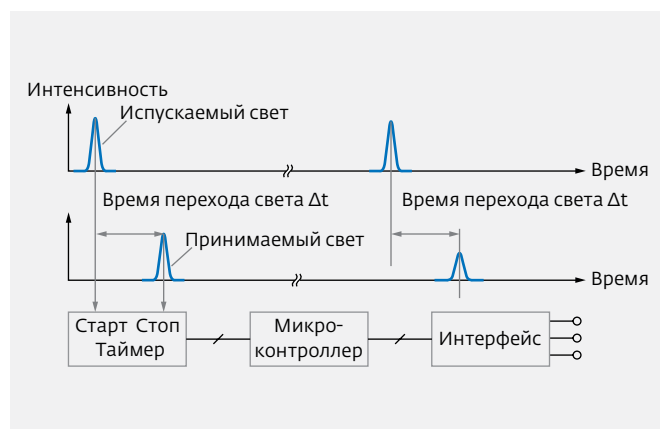 Интенсивность
Испускаемый свет
Время
Время перехода света Δt
Время перехода света Δt
Принимаемый свет
Время
Старт Стоп
Таймер
Микро-
контроллер
Интерфейс